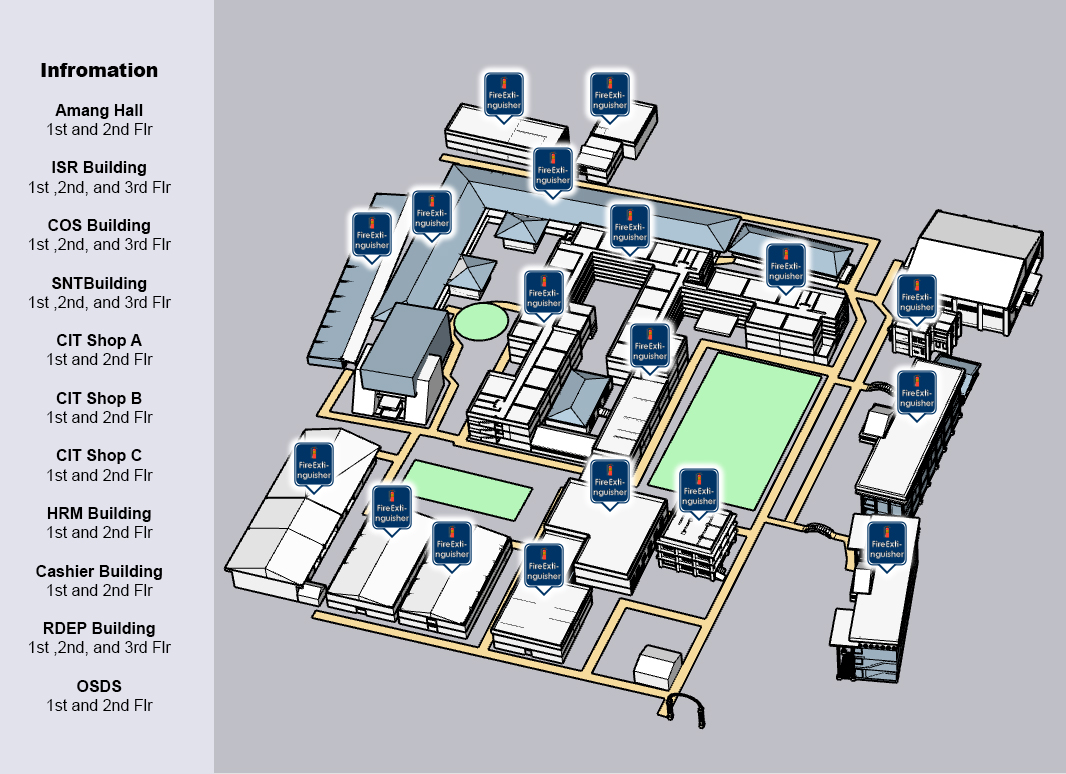 Infromation
Amang Hall
1st and 2nd Flr
ISR Building
1st ,2nd, and 3rd Flr
COS Building
1st ,2nd, and 3rd Flr
SNTBuilding
1st ,2nd, and 3rd Flr
CIT Shop A
1st and 2nd Flr
CIT Shop B
1st and 2nd Flr
CIT Shop C
1st and 2nd Flr
HRM Building
1st and 2nd Flr
Cashier Building
1st and 2nd Flr
RDEP Building
1st ,2nd, and 3rd Flr
OSDS
1st and 2nd Flr
FireExti-
nguisher
FireExti-
nguisher
FireExti-
nguisher
FireExti-
nguisher
FireExti-
nguisher
FireExti-
nguisher
FireExti-
nguisher
FireExti-
nguisher
FireExti-
nguisher
FireExti-
nguisher
FireExti-
nguisher
FireExti-
nguisher
FireExti-
nguisher
FireExti-
nguisher
FireExti-
nguisher
FireExti-
nguisher
FireExti-
nguisher
FireExti-
nguisher